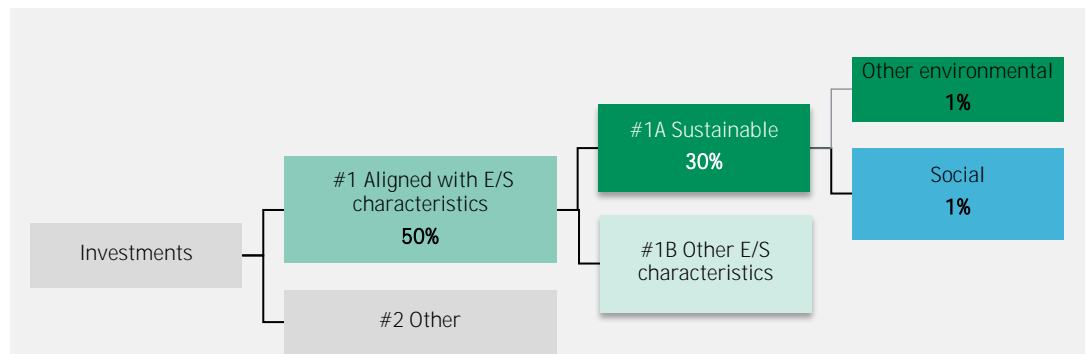 Investments
#1 Aligned with E/S
characteristics
50%
#2 Other
#1A Sustainable
30%
#1B Other E/S
characteristics
Other environmental
1%
Social
1%